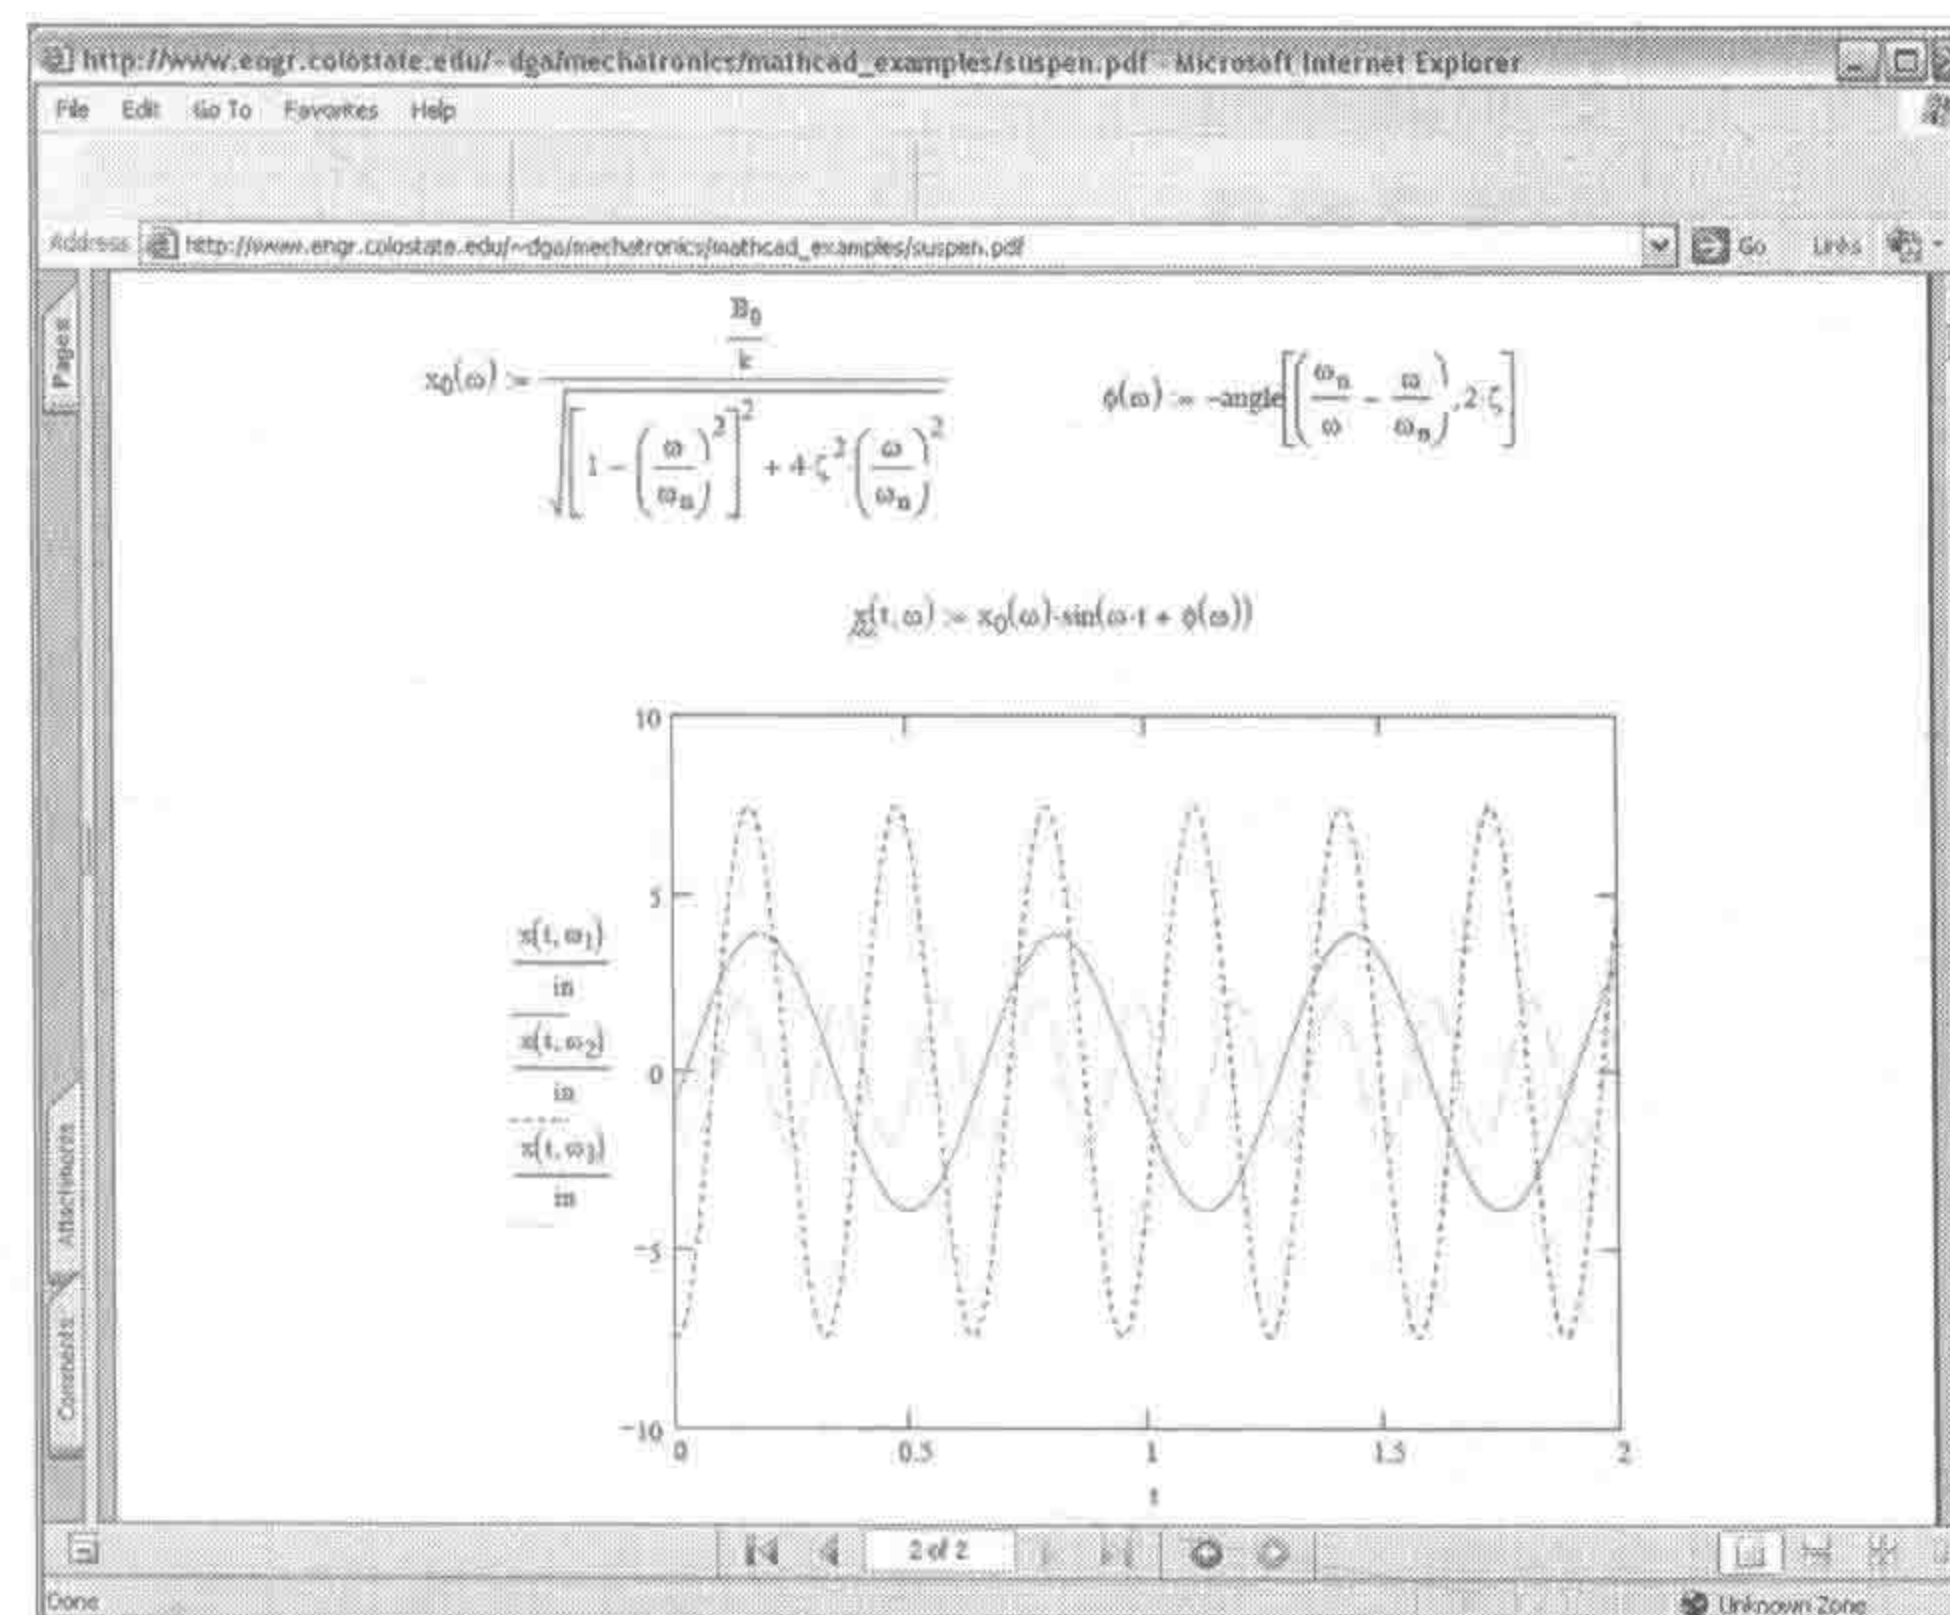 http://www.engr.colostate.edu/~dga/mechatronics/mathcad_examples/suspen.pdf - Microsoft Internet Explorer
File Edit Go To Favorites Help
Address http://www.engr.colostate.edu/~dga/mechatronics/mathcad_examples/suspen.pdf Go Links
Pages
Attachments
Comments
x₀(ω) := (B₀/k) / √([1 − (ω/ωₙ)²]² + 4·ζ²·(ω/ωₙ)²)
ϕ(ω) := −angle[(ωₙ/ω − ω/ωₙ), 2·ζ]
x(t,ω) := x₀(ω)·sin(ω·t + ϕ(ω))
10
5
0
−5
−10
x(t,ω₁)
in
x(t,ω₂)
in
x(t,ω₃)
in
0 0.5 1 1.5 2
t
2 of 2
Done
Unknown Zone